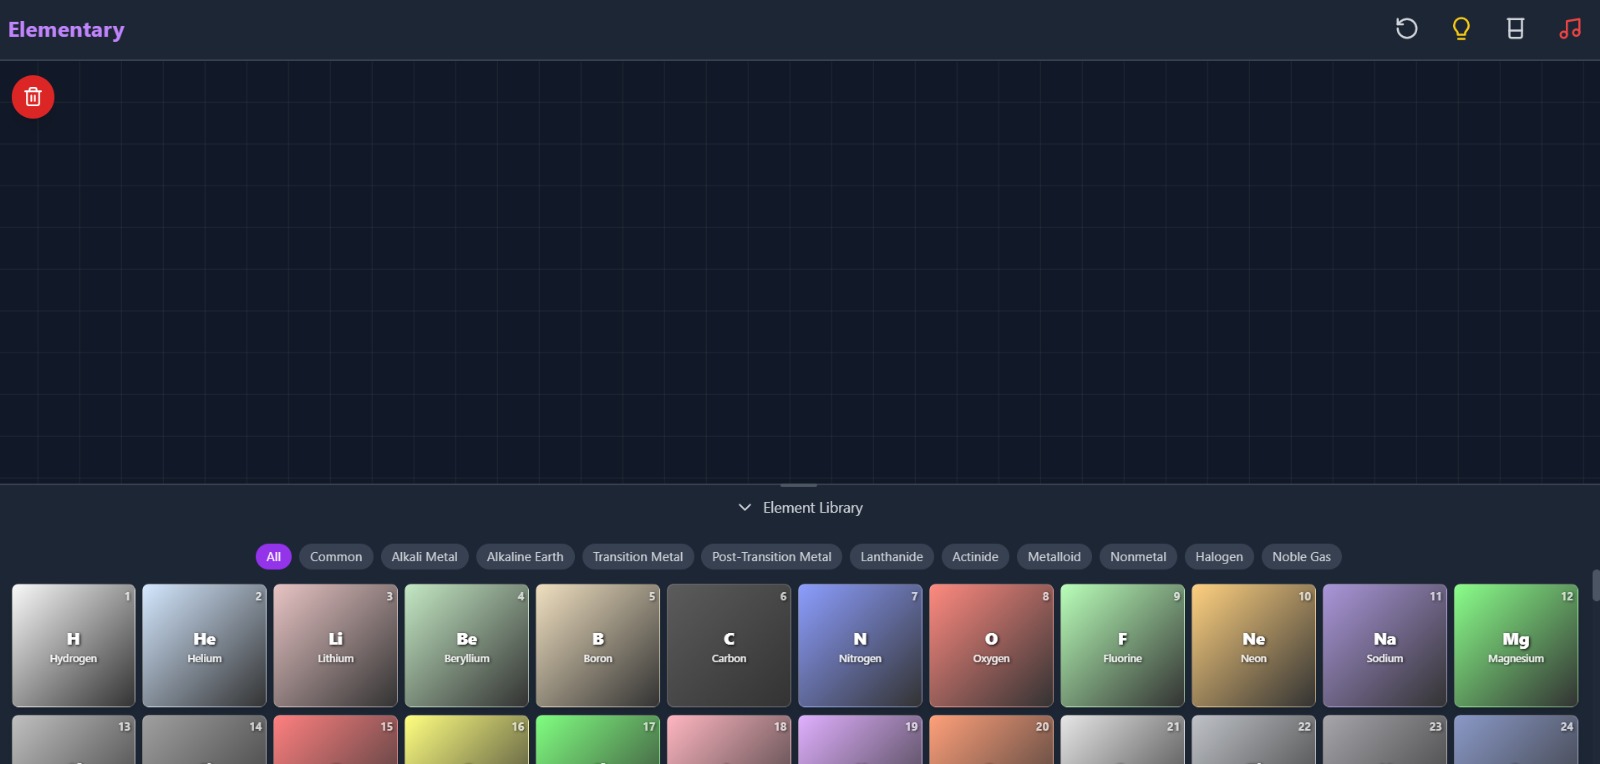 Elementary
Element Library
All Common Alkali Metal Alkaline Earth Transition Metal Post-Transition Metal Lanthanide Actinide Metalloid Nonmetal Halogen Noble Gas
1 2 3 4 5 6 7 8 9 10 11 12
H He Li Be B C N O F Ne Na Mg
Hydrogen Helium Lithium Beryllium Boron Carbon Nitrogen Oxygen Fluorine Neon Sodium Magnesium
13 14 15 16 17 18 19 20 21 22 23 24